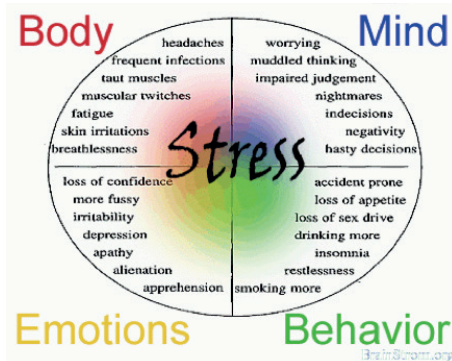 Body
Mind
headaches
frequent infections
taut muscles
muscular twitches
fatigue
skin irritations
breathlessness
worrying
muddled thinking
impaired judgement
nightmares
indecisions
negativity
hasty decisions
Stress
loss of confidence
more fussy
irritability
depression
apathy
alienation
apprehension
accident prone
loss of appetite
loss of sex drive
drinking more
insomnia
restlessness
smoking more
Emotions
Behavior
BrainStrom.org